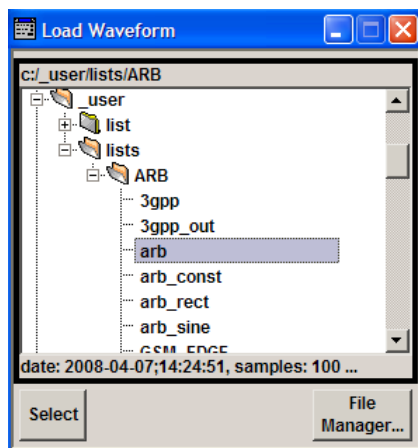 Load Waveform
c:/_user/lists/ARB
_user
list
lists
ARB
3gpp
3gpp_out
arb
arb_const
arb_rect
arb_sine
GSM_EDGE
date: 2008-04-07;14:24:51, samples: 100 ...
Select
File
Manager...